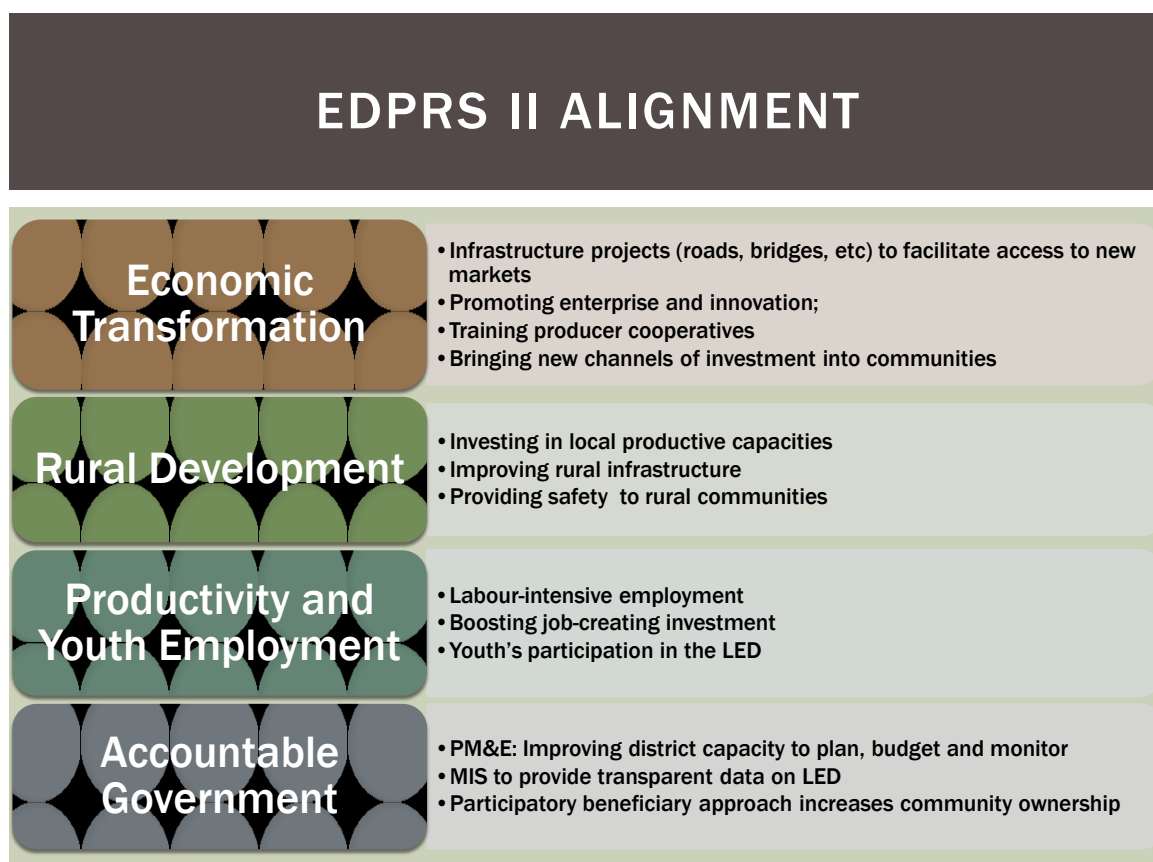 EDPRS II ALIGNMENT
Economic
Transformation
•Infrastructure projects (roads, bridges, etc) to facilitate access to new
markets
•Promoting enterprise and innovation;
•Training producer cooperatives
•Bringing new channels of investment into communities
Rural Development
•Investing in local productive capacities
•Improving rural infrastructure
•Providing safety  to rural communities
Productivity and
Youth Employment
•Labour-intensive employment
•Boosting job-creating investment
•Youth's participation in the LED
Accountable
Government
•PM&E: Improving district capacity to plan, budget and monitor
•MIS to provide transparent data on LED
•Participatory beneficiary approach increases community ownership